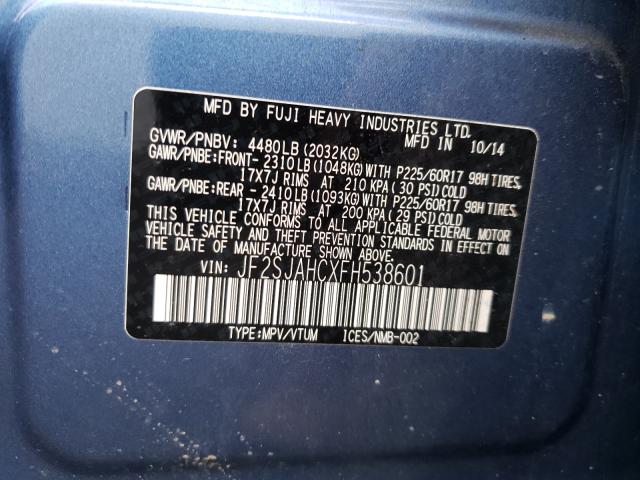 MFD BY FUJI HEAVY INDUSTRIES LTD.
MFD IN 10/14
GVWR/PNBV: 4480LB(2032KG)
GAWR/PNBE:FRONT- 2310LB(1048KG)WITH P225/60R17 98H TIRES,
17X7J RIMS AT 210 KPA(30 PSI)COLD
GAWR/PNBE:REAR - 2410LB(1093KG)WITH P225/60R17 98H TIRES,
17X7J RIMS AT 200 KPA(29 PSI)COLD
THIS VEHICLE CONFORMS TO ALL APPLICABLE FEDERAL MOTOR
VEHICLE SAFETY AND THEFT PREVENTION STANDARDS IN EFFECT ON
THE DATE OF MANUFACTURE SHOWN ABOVE.
VIN: JF2SJAHCXFH538601
TYPE:MPV/VTUM ICES/NMB-002